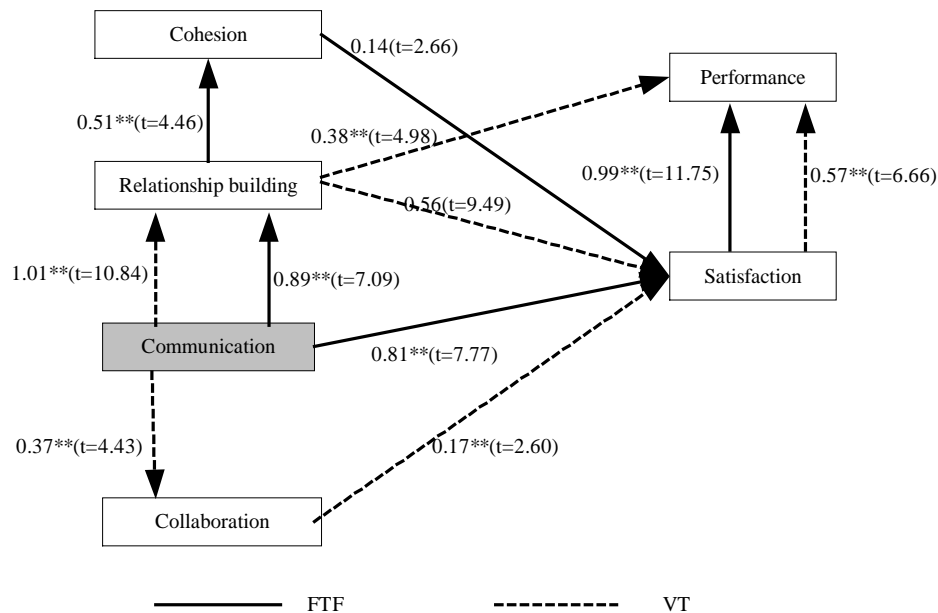 Cohesion
0.14(t=2.66)
Performance
0.51**(t=4.46)
0.38**(t=4.98)
0.99**(t=11.75)
0.57**(t=6.66)
Relationship building
0.56(t=9.49)
1.01**(t=10.84)
0.89**(t=7.09)
Satisfaction
Communication
0.81**(t=7.77)
0.37**(t=4.43)
0.17**(t=2.60)
Collaboration
FTF
VT